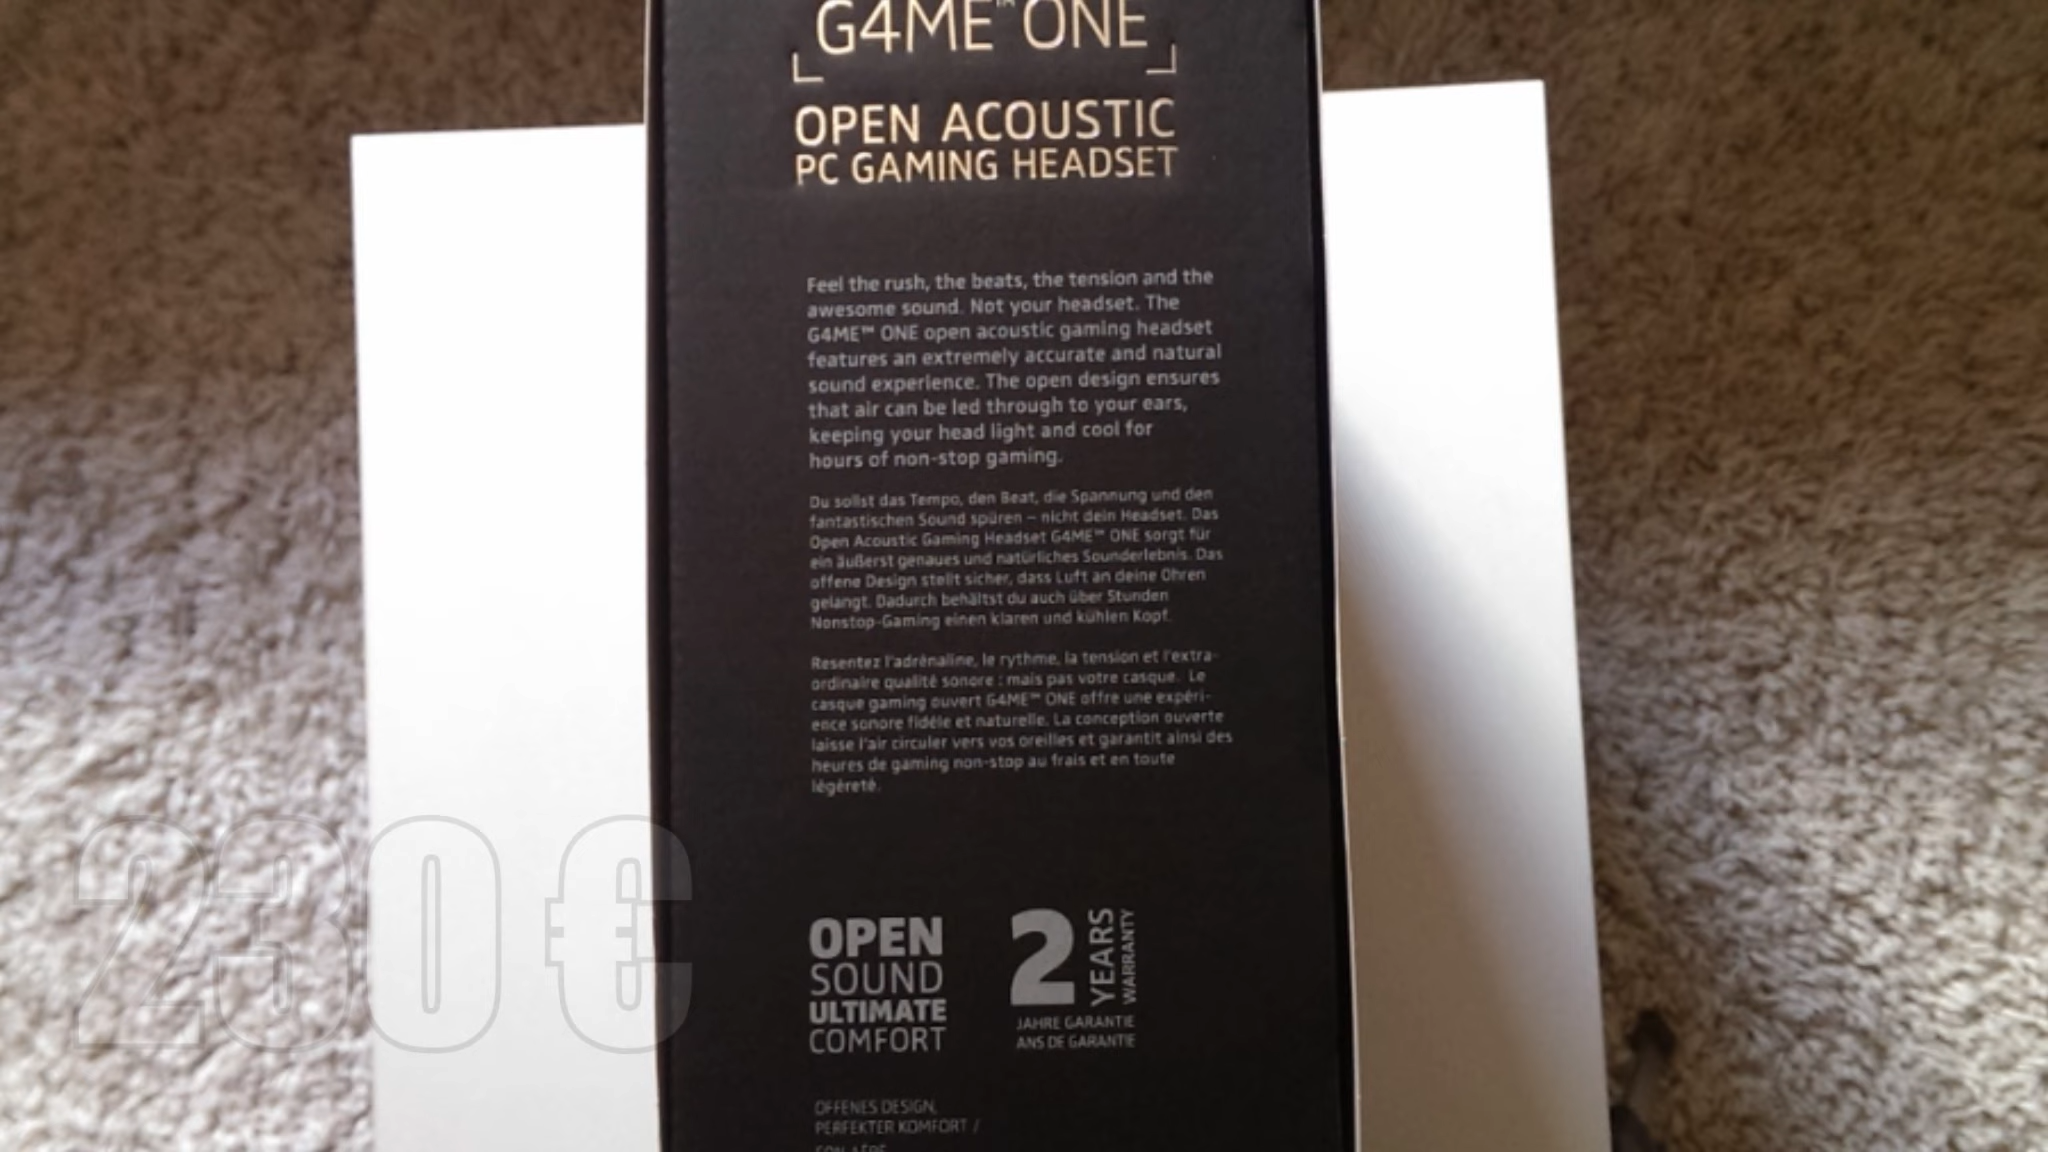 G4ME™ ONE
OPEN ACOUSTIC
PC GAMING HEADSET
Feel the rush, the beats, the tension and the
awesome sound. Not your headset. The
G4ME™ ONE open acoustic gaming headset
features an extremely accurate and natural
sound experience. The open design ensures
that air can be led through to your ears,
keeping your head light and cool for
hours of non-stop gaming.
Du sollst das Tempo, den Beat, die Spannung und den
fantastischen Sound spüren – nicht dein Headset. Das
Open Acoustic Gaming Headset G4ME™ ONE sorgt für
ein äußerst genaues und natürliches Sounderlebnis. Das
offene Design stellt sicher, dass Luft an deine Ohren
gelangt. Dadurch behältst du auch über Stunden
Nonstop-Gaming einen klaren und kühlen Kopf.
Resentez l'adrénaline, le rythme, la tension et l'extra-
ordinaire qualité sonore : mais pas votre casque. Le
casque gaming ouvert G4ME™ ONE offre une expéri-
ence sonore fidèle et naturelle. La conception ouverte
laisse l'air circuler vers vos oreilles et garantit ainsi des
heures de gaming non-stop au frais et en toute
légèreté.
230 €
OPEN
SOUND
ULTIMATE
COMFORT
2 YEARS
WARRANTY
JAHRE GARANTIE
ANS DE GARANTIE
OFFENES DESIGN,
PERFEKTER KOMFORT /